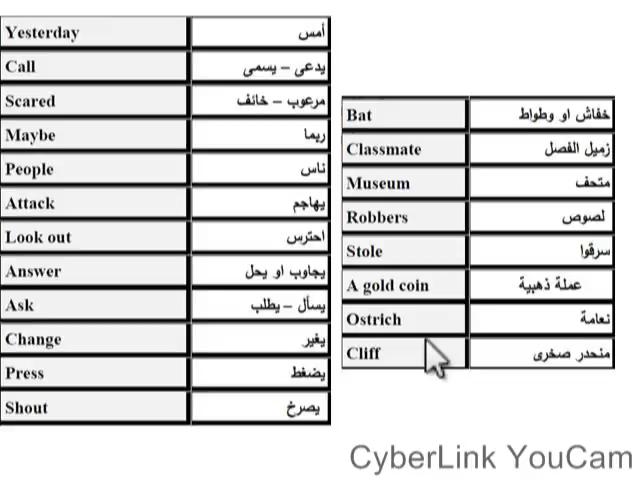 Yesterday أمس
Call يدعى – يسمى
Scared مرعوب – خائف
Maybe ربما
People ناس
Attack يهاجم
Look out احترس
Answer يجاوب او يحل
Ask يسأل – يطلب
Change يغير
Press يضغط
Shout يصرخ
Bat خفاش او وطواط
Classmate زميل الفصل
Museum متحف
Robbers لصوص
Stole سرقوا
A gold coin عملة ذهبية
Ostrich نعامة
Cliff منحدر صخرى
CyberLink YouCam